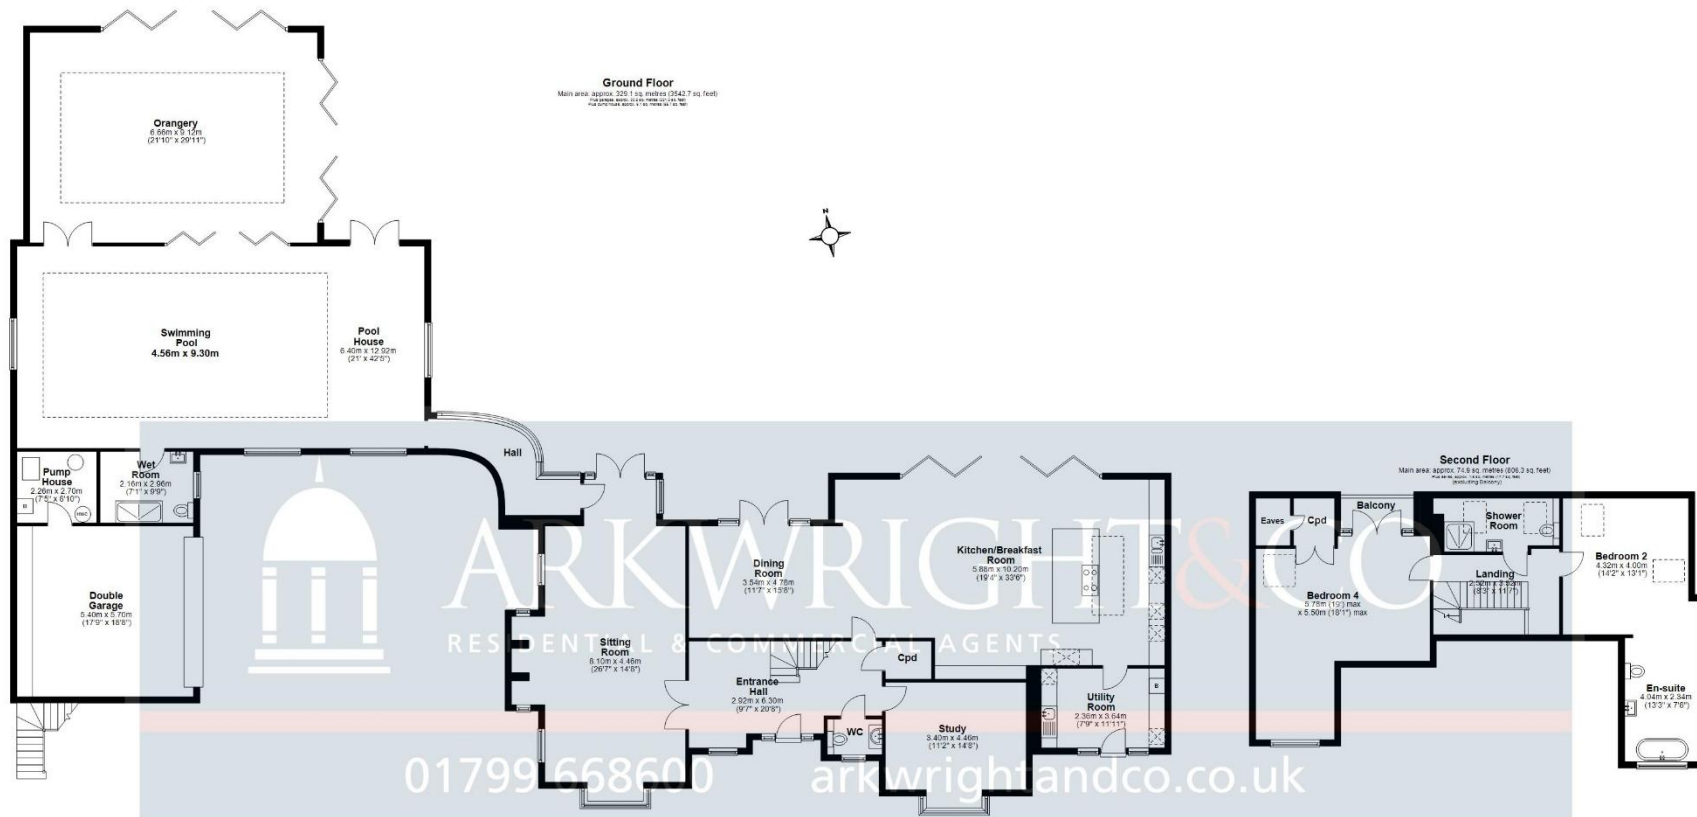 Ground Floor
Main area: approx. 329.1 sq. metres (3542.7 sq. feet)
Orangery
6.66m x 9.12m
(21'10" x 29'11")
N
Swimming
Pool
4.56m x 9.30m
Pool
House
6.40m x 12.92m
(21' x 42'5")
Hall
Pump
House
2.26m x 2.70m
(7'5" x 8'10")
B
Wet
Room
2.16m x 2.96m
(7'1" x 9'9")
Double
Garage
5.40m x 5.70m
(17'9" x 18'8")
Sitting
Room
8.10m x 4.46m
(26'7" x 14'8")
Dining
Room
3.54m x 4.78m
(11'7" x 15'8")
Kitchen/Breakfast
Room
5.88m x 10.20m
(19'4" x 33'6")
Entrance
Hall
2.92m x 6.30m
(9'7" x 20'8")
Cpd
WC
Study
3.40m x 4.46m
(11'2" x 14'8")
Utility
Room
2.36m x 3.64m
(7'9" x 11'11")
B
Second Floor
Main area: approx. 74.9 sq. metres (806.3 sq. feet)
(excluding Balcony)
Eaves
Cpd
Balcony
Shower
Room
Bedroom 2
4.32m x 4.00m
(14'2" x 13'1")
Landing
(8'3" x 11'7")
Bedroom 4
5.78m (19') max
x 5.50m (18'1") max
En-suite
4.04m x 2.34m
(13'3" x 7'8")
ARKWRIGHT&CO
RESIDENTIAL & COMMERCIAL AGENTS
01799 668600
arkwrightandco.co.uk